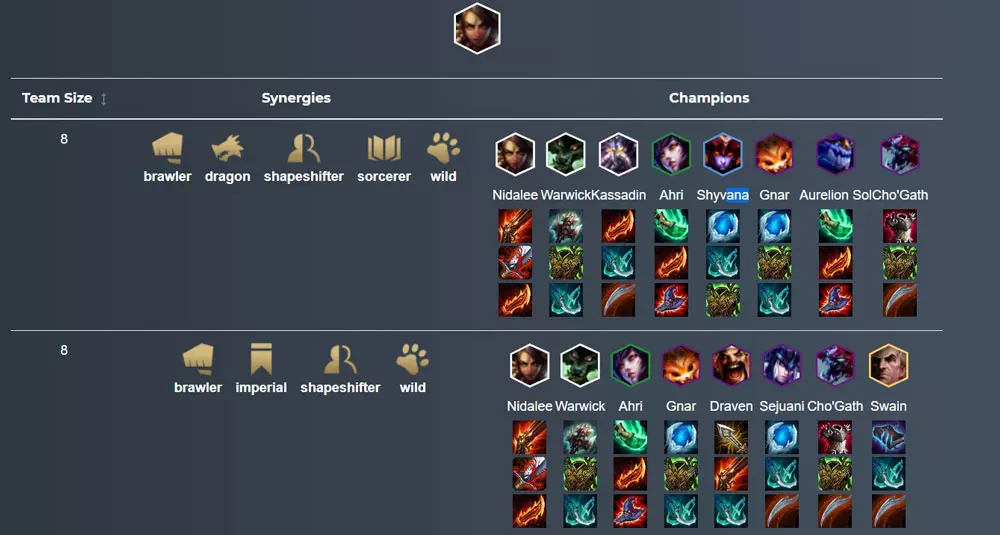 Team Size Synergies Champions
8
brawler dragon shapeshifter sorcerer wild
Nidalee Warwick Kassadin Ahri Shyvana Gnar Aurelion Sol Cho'Gath
8
brawler imperial shapeshifter wild
Nidalee Warwick Ahri Gnar Draven Sejuani Cho'Gath Swain